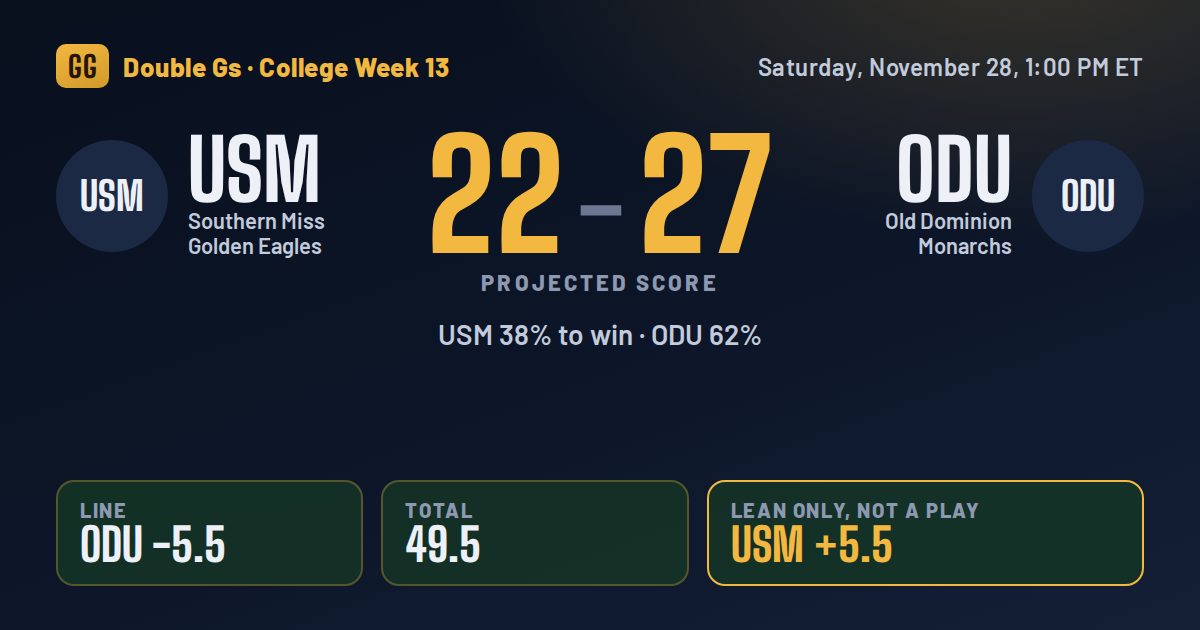 GG Double Gs · College Week 13
Saturday, November 28, 1:00 PM ET
USM
USM
Southern Miss
Golden Eagles
22 – 27
PROJECTED SCORE
USM 38% to win · ODU 62%
ODU
Old Dominion
Monarchs
ODU
LINE
ODU −5.5
TOTAL
49.5
LEAN ONLY, NOT A PLAY
USM +5.5